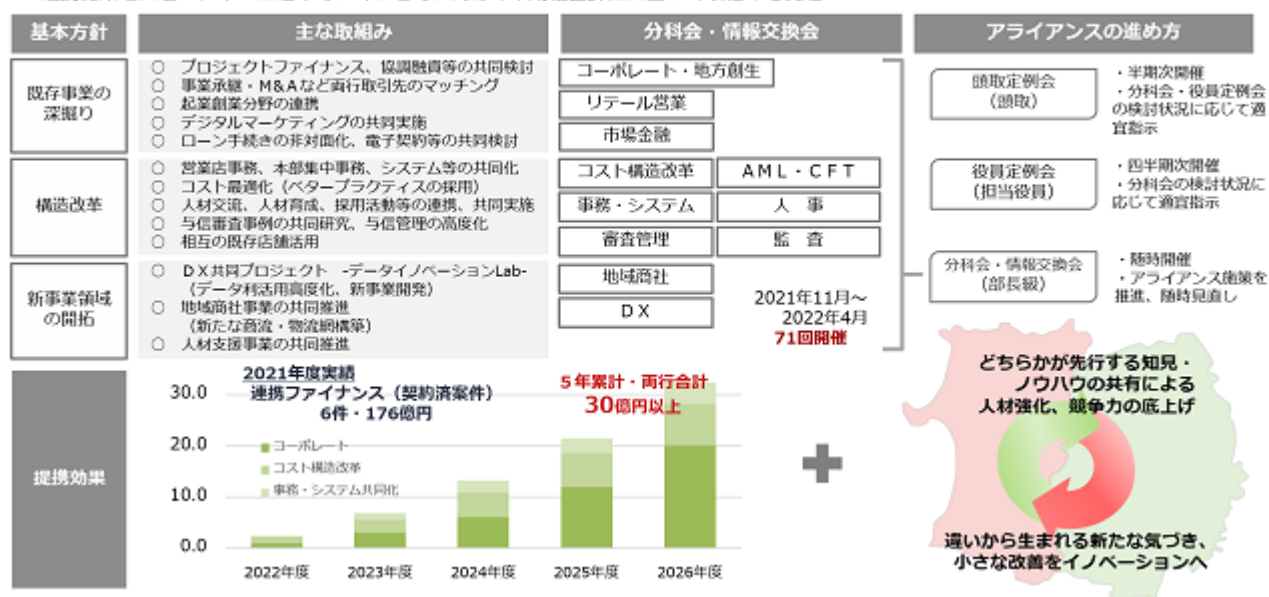 基本方針
主な取組み
分科会・情報交換会
アライアンスの進め方
既存事業の
深掘り
○ プロジェクトファイナンス、協調融資等の共同検討
○ 事業承継・M&Aなど両行取引先のマッチング
○ 起業創業分野の連携
○ デジタルマーケティングの共同実施
○ ローン手続きの非対面化、電子契約等の共同検討
コーポレート・地方創生
リテール営業
市場金融
構造改革
○ 営業店事務、本部集中事務、システム等の共同化
○ コスト最適化（ベタープラクティスの採用）
○ 人材交流、人材育成、採用活動等の連携、共同実施
○ 与信審査事例の共同研究、与信管理の高度化
○ 相互の既存店舗活用
コスト構造改革
AML・CFT
事務・システム
人 事
審査管理
監 査
新事業領域
の開拓
○ DX共同プロジェクト -データイノベーションLab-
（データ利活用高度化、新事業開発）
○ 地域商社事業の共同推進
（新たな商流・物流網構築）
○ 人材支援事業の共同推進
地域商社
DX
2021年11月～
2022年4月
71回開催
頭取定例会
（頭取）
・半期次開催
・分科会・役員定例会
の検討状況に応じて適
宜指示
役員定例会
（担当役員）
・四半期次開催
・分科会の検討状況に
応じて適宜指示
分科会・情報交換会
（部長級）
・随時開催
・アライアンス施策を
推進、随時見直し
提携効果
2021年度実績
連携ファイナンス（契約済案件）
6件・176億円
5年累計・両行合計
30億円以上
30.0
20.0
10.0
0.0
コーポレート
コスト構造改革
事務・システム共同化
2022年度
2023年度
2024年度
2025年度
2026年度
どちらかが先行する知見・
ノウハウの共有による
人材強化、競争力の底上げ
違いから生まれる新たな気づき、
小さな改善をイノベーションへ